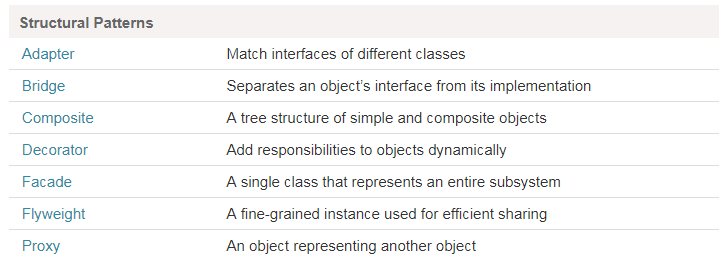 Structural Patterns
Adapter Match interfaces of different classes
Bridge Separates an object’s interface from its implementation
Composite A tree structure of simple and composite objects
Decorator Add responsibilities to objects dynamically
Facade A single class that represents an entire subsystem
Flyweight A fine-grained instance used for efficient sharing
Proxy An object representing another object